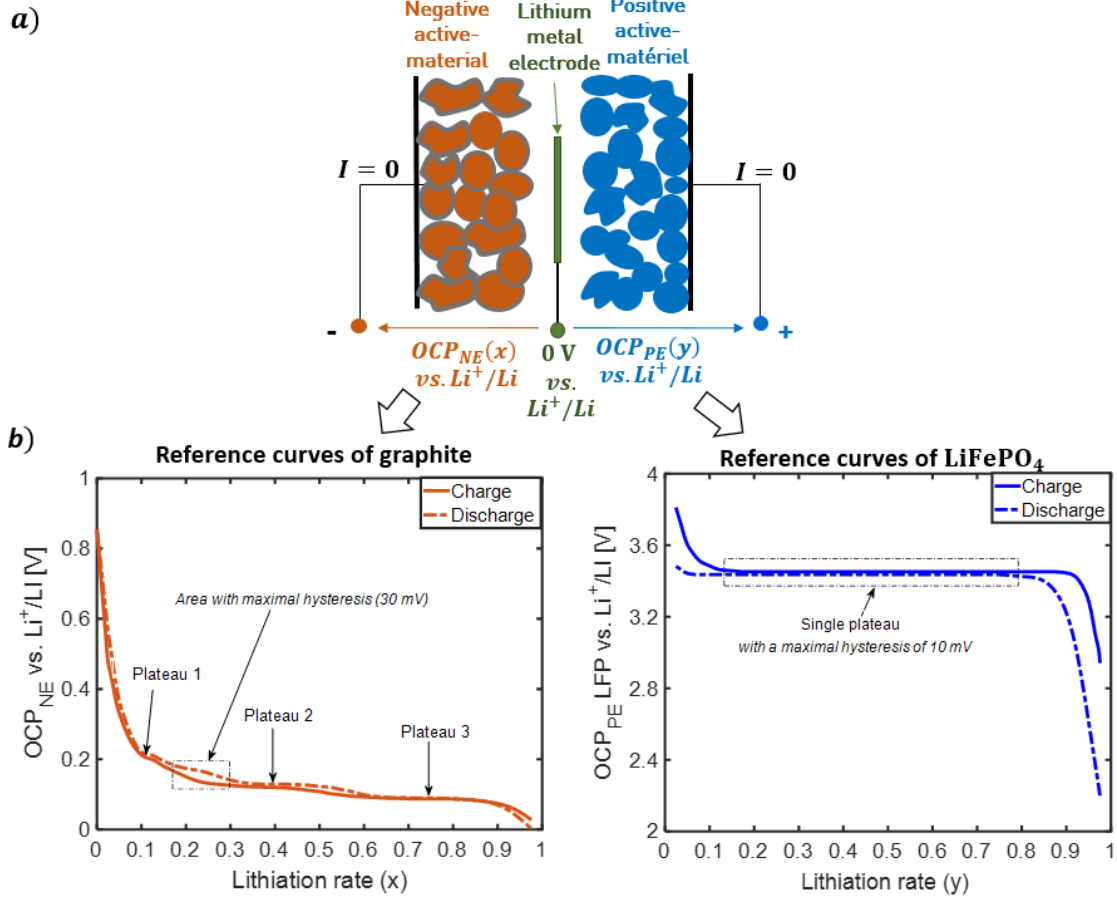 a)
Negative
active-
material
Lithium
metal
electrode
Positive
active-
matériel
I = 0
I = 0
-
+
OCP_NE(x)
vs. Li⁺/Li
0 V
vs.
Li⁺/Li
OCP_PE(y)
vs. Li⁺/Li
b)
Reference curves of graphite
Charge
Discharge
Area with maximal hysteresis (30 mV)
Plateau 1
Plateau 2
Plateau 3
OCP_NE vs. Li⁺/LI [V]
1
0.8
0.6
0.4
0.2
0
0 0.1 0.2 0.3 0.4 0.5 0.6 0.7 0.8 0.9 1
Lithiation rate (x)
Reference curves of LiFePO₄
Charge
Discharge
Single plateau
with a maximal hysteresis of 10 mV
OCP_PE LFP vs. Li⁺/LI [V]
4
3.6
3.2
2.8
2.4
2
0 0.1 0.2 0.3 0.4 0.5 0.6 0.7 0.8 0.9 1
Lithiation rate (y)